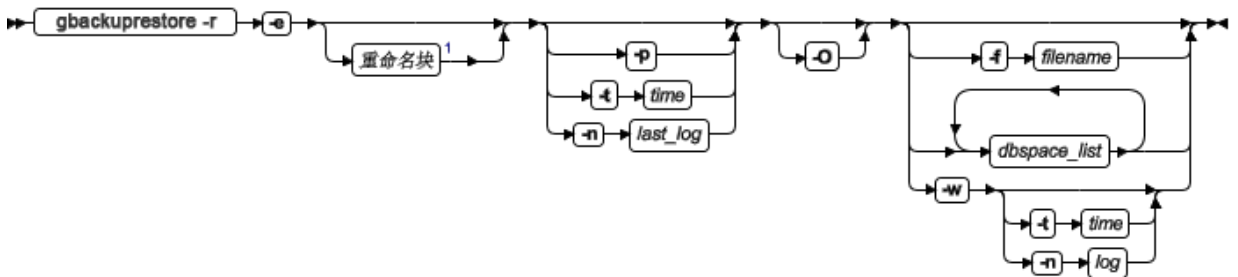 gbackuprestore -r
-e
重命名块 1
-p
-t time
-n last_log
-O
-f filename
dbspace_list
-w
-t time
-n log